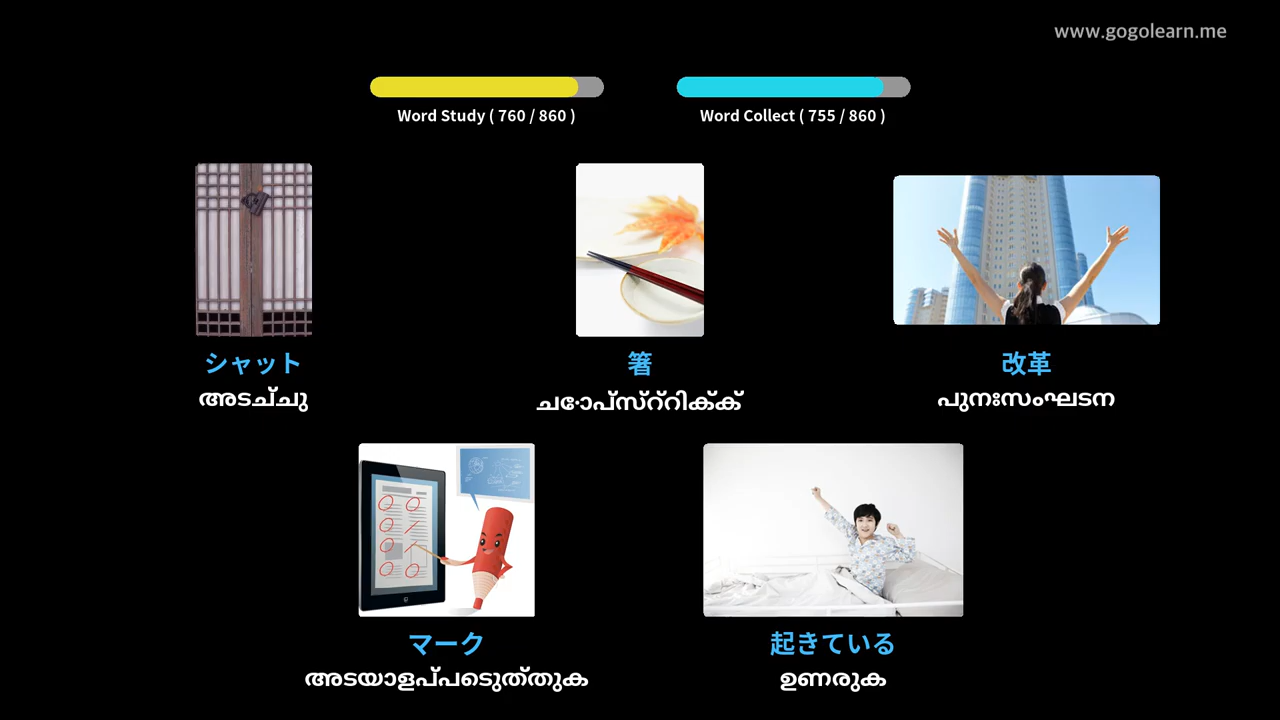 www.gogolearn.me
Word Study ( 760 / 860 )
Word Collect ( 755 / 860 )
シャット
അടച്ചു
箸
ചോപ്സ്റ്റിക്ക്
改革
പുനഃസംഘടന
マーク
അടയാളപ്പടെുത്തുക
起きている
ഉണരുക